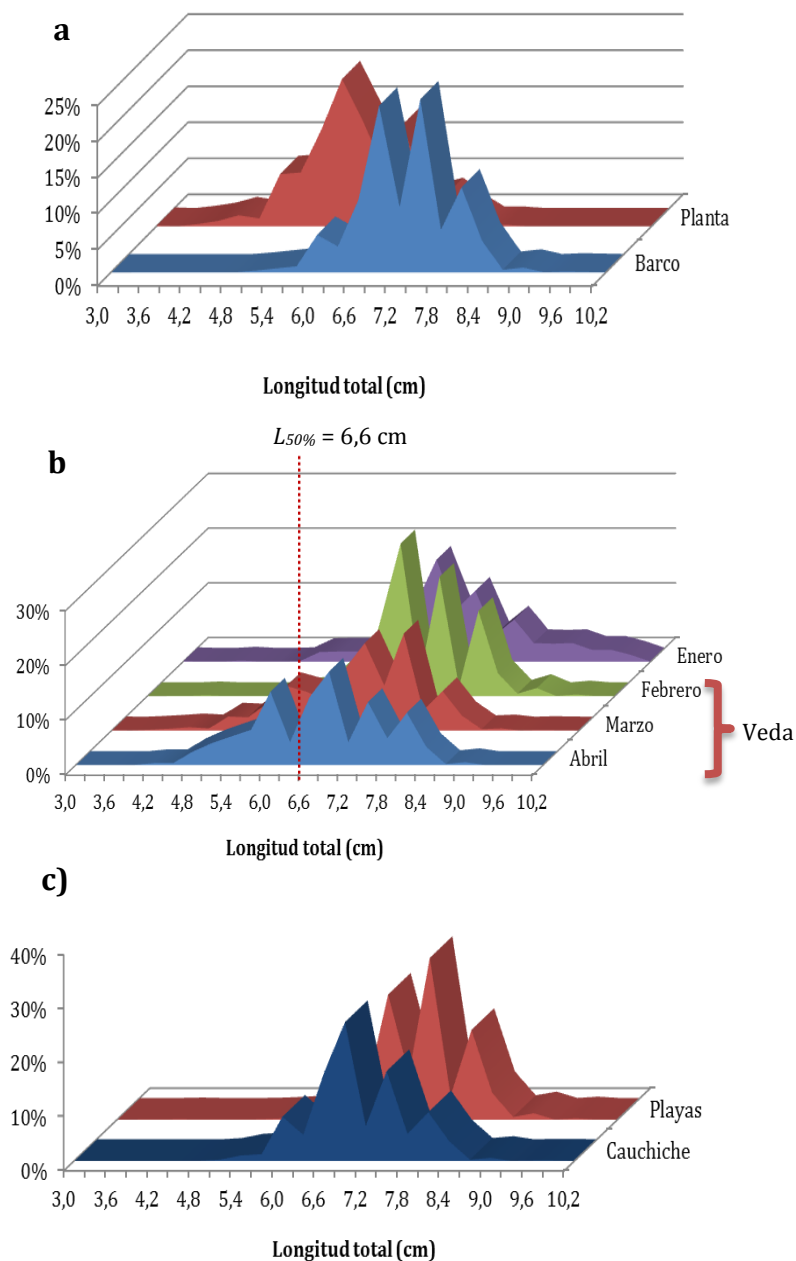 a
25%
20%
15%
10%
5%
0%
Planta
Barco
3,0 3,6 4,2 4,8 5,4 6,0 6,6 7,2 7,8 8,4 9,0 9,6 10,2
Longitud total (cm)
L50% = 6,6 cm
b
30%
20%
10%
0%
Enero
Febrero
Marzo
Abril
Veda
3,0 3,6 4,2 4,8 5,4 6,0 6,6 7,2 7,8 8,4 9,0 9,6 10,2
Longitud total (cm)
c)
40%
30%
20%
10%
0%
Playas
Cauchiche
3,0 3,6 4,2 4,8 5,4 6,0 6,6 7,2 7,8 8,4 9,0 9,6 10,2
Longitud total (cm)